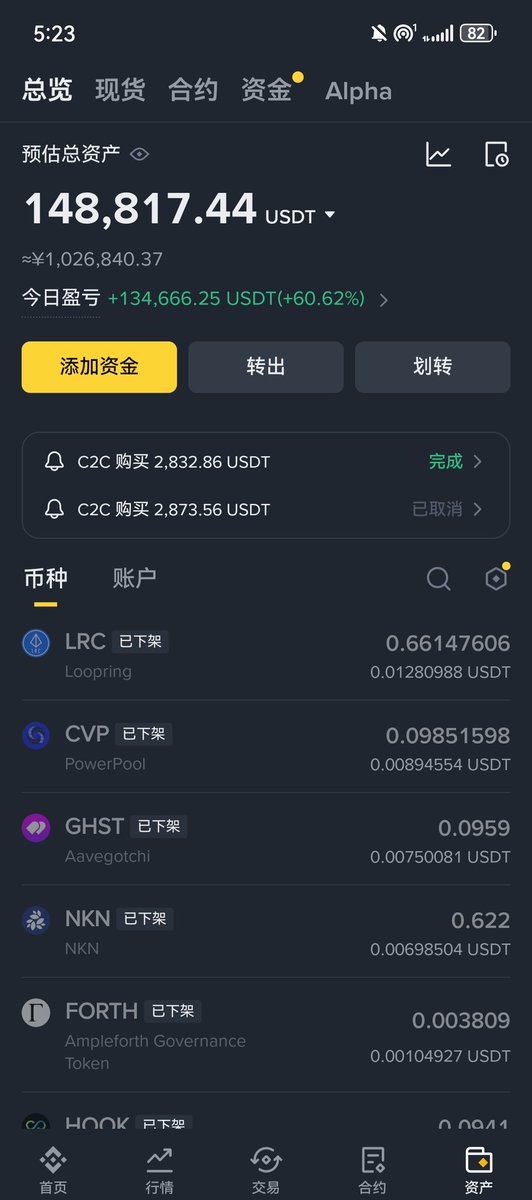 5:23
82
总览 现货 合约 资金 Alpha
预估总资产
148,817.44 USDT
≈¥1,026,840.37
今日盈亏 +134,666.25 USDT(+60.62%)
添加资金 转出 划转
C2C 购买 2,832.86 USDT 完成
C2C 购买 2,873.56 USDT 已取消
币种 账户
LRC 已下架 0.66147606
Loopring 0.01280988 USDT
CVP 已下架 0.09851598
PowerPool 0.00894554 USDT
GHST 已下架 0.0959
Aavegotchi 0.00750081 USDT
NKN 已下架 0.622
NKN 0.00698504 USDT
FORTH 已下架 0.003809
Ampleforth Governance
Token 0.00104927 USDT
HOOK 已下架 0.0941
首页 行情 交易 合约 资产